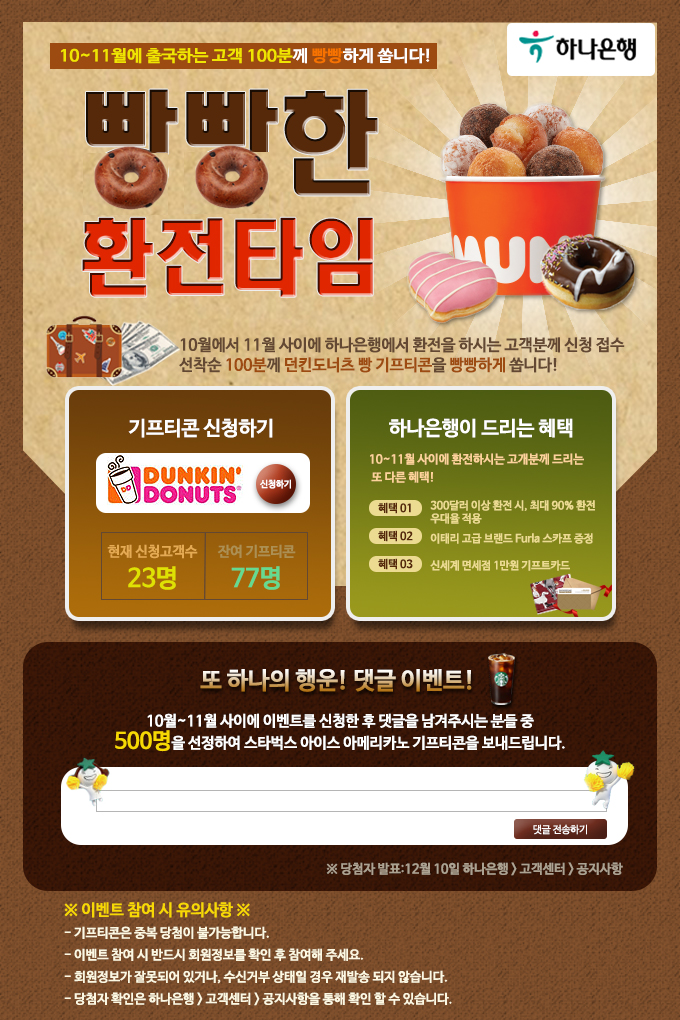 10~11월에 출국하는 고객 100분께 빵빵하게 쏩니다!
하나은행
빵빵한
환전타임
10월에서 11월 사이에 하나은행에서 환전을 하시는 고객분께 신청 접수
선착순 100분께 던킨도너츠 빵 기프티콘을 빵빵하게 쏩니다!
기프티콘 신청하기
DUNKIN'
DONUTS
DD
신청하기
현재 신청고객수
23명
잔여 기프티콘
77명
하나은행이 드리는 혜택
10~11월 사이에 환전하시는 고개분께 드리는
또 다른 혜택!
혜택 01
300달러 이상 환전 시, 최대 90% 환전
우대율 적용
혜택 02
이태리 고급 브랜드 Furla 스카프 증정
혜택 03
신세계 면세점 1만원 기프트카드
또 하나의 행운! 댓글 이벤트!
10월~11월 사이에 이벤트를 신청한 후 댓글을 남겨주시는 분들 중
500명을 선정하여 스타벅스 아이스 아메리카노 기프티콘을 보내드립니다.
댓글 전송하기
※ 당첨자 발표:12월 10일 하나은행 > 고객센터 > 공지사항
※ 이벤트 참여 시 유의사항 ※
- 기프티콘은 중복 당첨이 불가능합니다.
- 이벤트 참여 시 반드시 회원정보를 확인 후 참여해 주세요.
- 회원정보가 잘못되어 있거나, 수신거부 상태일 경우 재발송 되지 않습니다.
- 당첨자 확인은 하나은행 > 고객센터 > 공지사항을 통해 확인 할 수 있습니다.